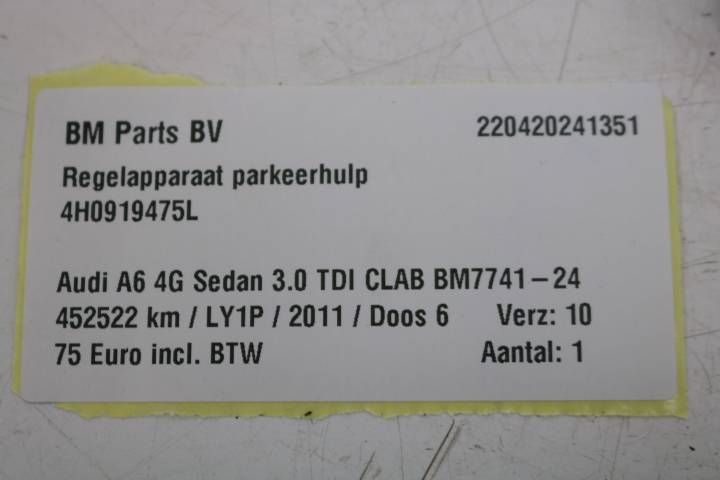 BM Parts BV 220420241351
Regelapparaat parkeerhulp
4H0919475L
Audi A6 4G Sedan 3.0 TDI CLAB BM7741-24
452522 km / LY1P / 2011 / Doos 6 Verz: 10
75 Euro incl. BTW Aantal: 1